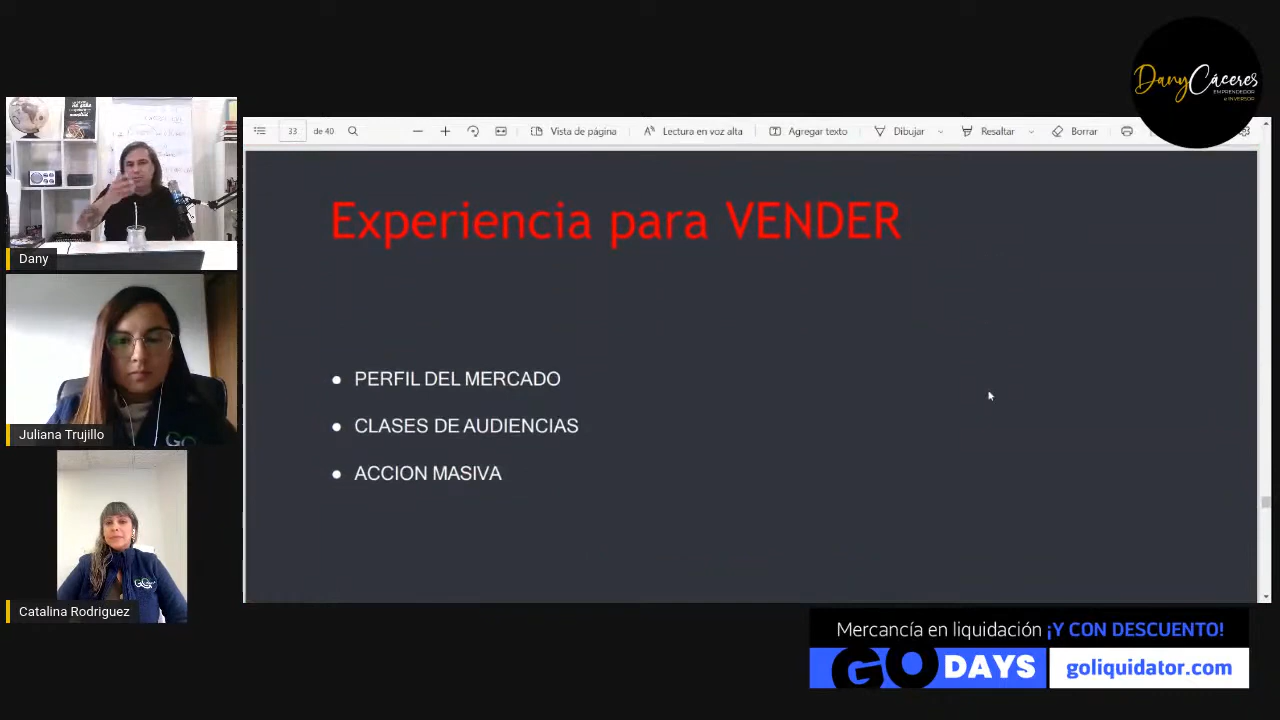 Dany Cáceres
EMPRENDEDOR
e INVERSOR
33 de 40
Vista de página
Lectura en voz alta
Agregar texto
Dibujar
Resaltar
Borrar
Experiencia para VENDER
Dany
• PERFIL DEL MERCADO
• CLASES DE AUDIENCIAS
Juliana Trujillo
• ACCION MASIVA
Catalina Rodriguez
Mercancía en liquidación ¡Y CON DESCUENTO!
GO DAYS
goliquidator.com